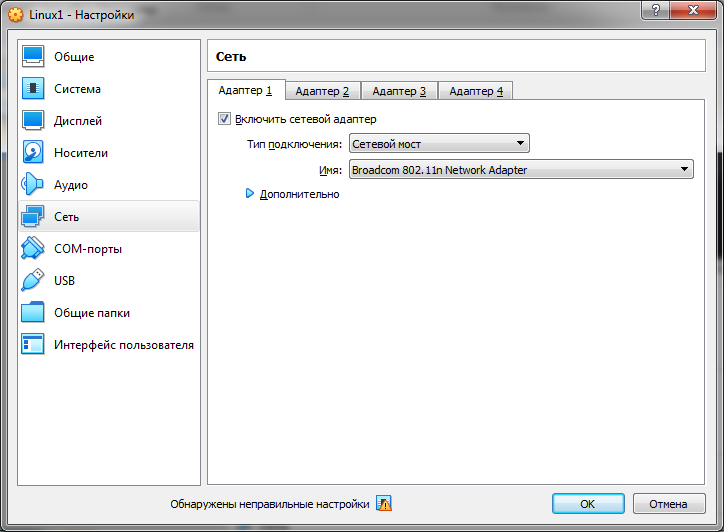 Linux1 - Настройки
Общие
Система
Дисплей
Носители
Аудио
Сеть
COM-порты
USB
Общие папки
Интерфейс пользователя
Сеть
Адаптер 1
Адаптер 2
Адаптер 3
Адаптер 4
Включить сетевой адаптер
Тип подключения: Сетевой мост
Имя: Broadcom 802.11n Network Adapter
Дополнительно
Обнаружены неправильные настройки
OK
Отмена